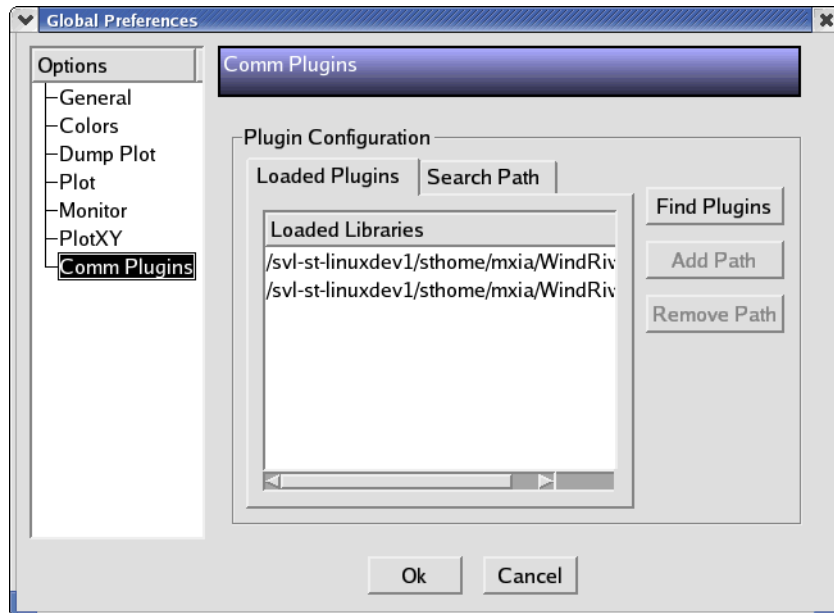 Global Preferences
Options
General
Colors
Dump Plot
Plot
Monitor
PlotXY
Comm Plugins
Comm Plugins
Plugin Configuration
Loaded Plugins
Search Path
Loaded Libraries
/svl-st-linuxdev1/sthome/mxia/WindRiv
/svl-st-linuxdev1/sthome/mxia/WindRiv
Find Plugins
Add Path
Remove Path
Ok
Cancel